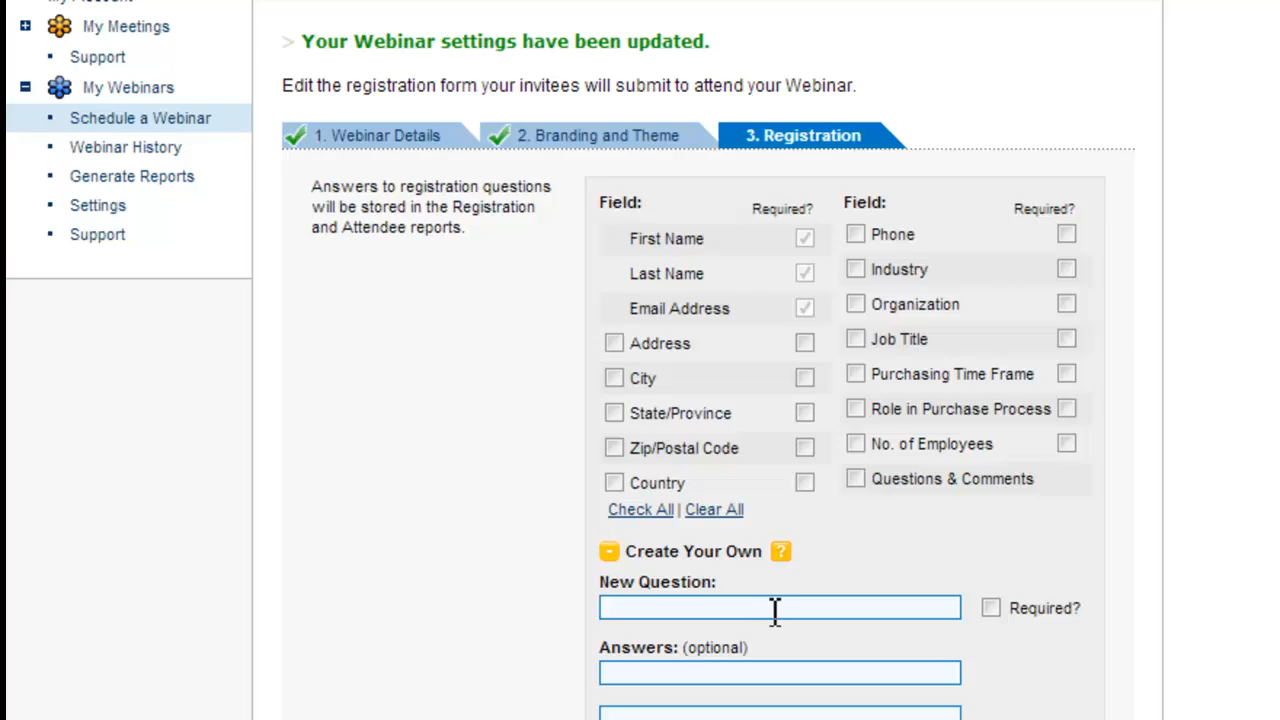 My Meetings
Support
My Webinars
Schedule a Webinar
Webinar History
Generate Reports
Settings
Support
> Your Webinar settings have been updated.
Edit the registration form your invitees will submit to attend your Webinar.
1. Webinar Details
2. Branding and Theme
3. Registration
Answers to registration questions
will be stored in the Registration
and Attendee reports.
Field:
Required?
First Name
Last Name
Email Address
Address
City
State/Province
Zip/Postal Code
Country
Check All | Clear All
Field:
Required?
Phone
Industry
Organization
Job Title
Purchasing Time Frame
Role in Purchase Process
No. of Employees
Questions & Comments
- Create Your Own ?
New Question:
Required?
Answers: (optional)